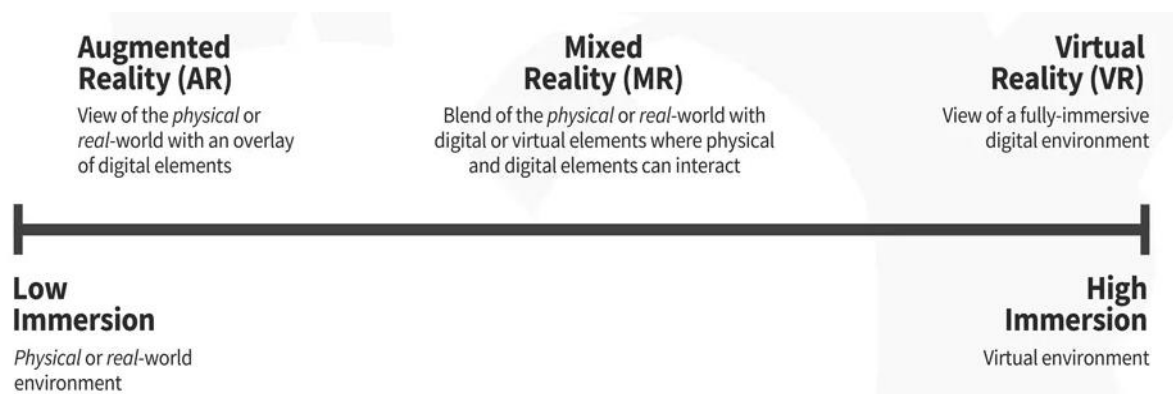 Augmented
Reality (AR)
View of the physical or
real-world with an overlay
of digital elements
Mixed
Reality (MR)
Blend of the physical or real-world with
digital or virtual elements where physical
and digital elements can interact
Virtual
Reality (VR)
View of a fully-immersive
digital environment
Low
Immersion
Physical or real-world
environment
High
Immersion
Virtual environment